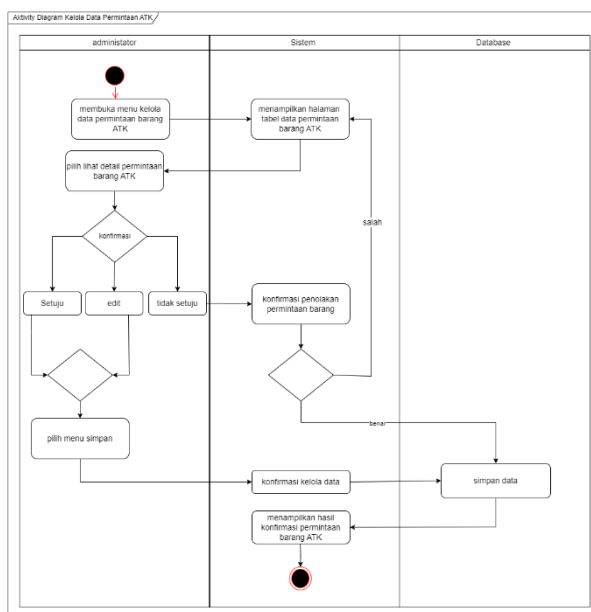 Aktivity Diagram Kelola Data Permintaan ATK
administator
Sistem
Database
membuka menu kelola
data permintaan barang
ATK
menampilkan halaman
tabel data permintaan
barang ATK
pilih lihat detail permintaan
barang ATK
salah
konfirmasi
Setuju
edit
tidak setuju
konfirmasi penolakan
permintaan barang
benar
pilih menu simpan
konfirmasi kelola data
simpan data
menampilkan hasil
konfirmasi permintaan
barang ATK